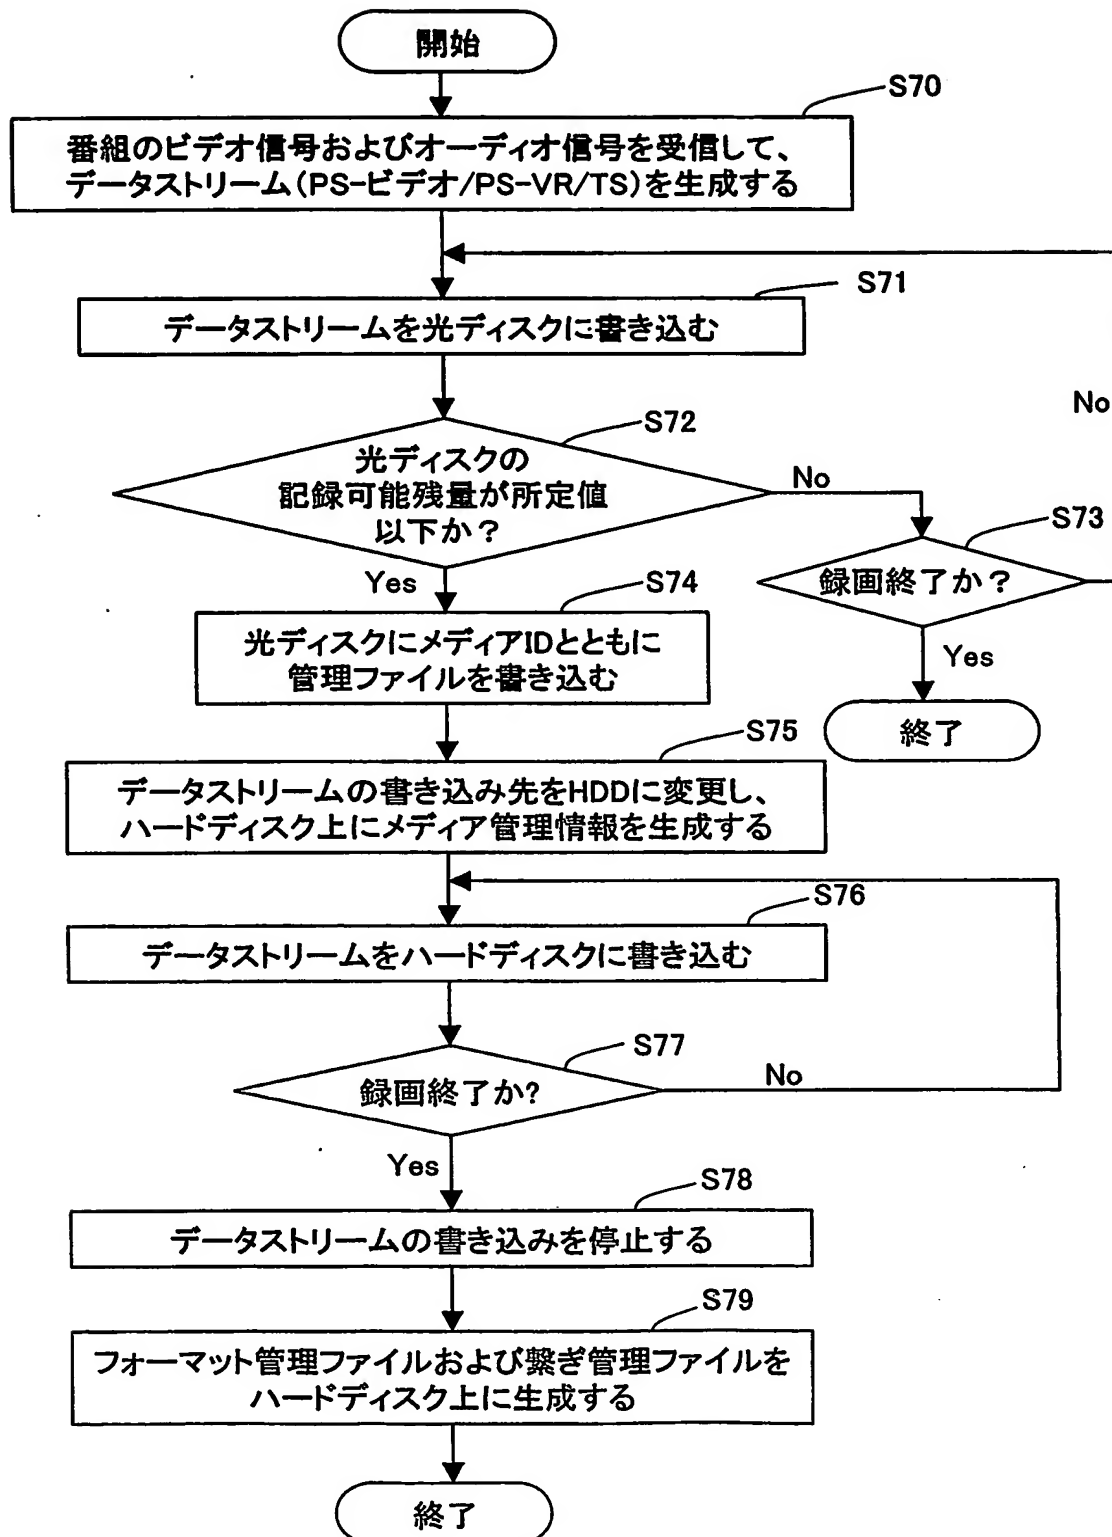 開始
S70
番組のビデオ信号およびオーディオ信号を受信して、
データストリーム(PS-ビデオ/PS-VR/TS)を生成する
S71
データストリームを光ディスクに書き込む
No
S72
光ディスクの
記録可能残量が所定値
以下か?
No
S73
録画終了か?
Yes
終了
Yes
S74
光ディスクにメディアIDとともに
管理ファイルを書き込む
S75
データストリームの書き込み先をHDDに変更し、
ハードディスク上にメディア管理情報を生成する
S76
データストリームをハードディスクに書き込む
S77
録画終了か?
No
Yes
S78
データストリームの書き込みを停止する
S79
フォーマット管理ファイルおよび繋ぎ管理ファイルを
ハードディスク上に生成する
終了